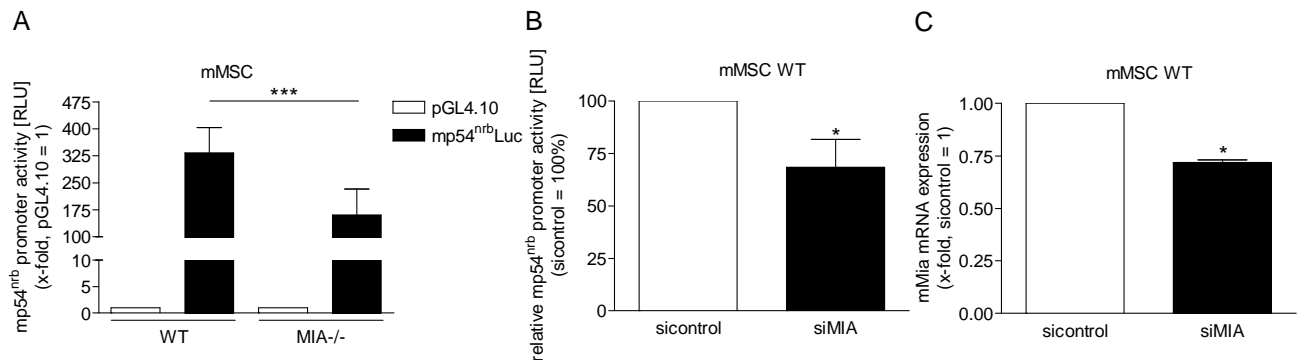 A
mMSC
***
pGL4.10
mp54nrbLuc
mp54nrb promoter activity [RLU]
(x-fold, pGL4.10 = 1)
475
400
325
250
175
100
10
5
2
0
WT
MIA-/-
B
mMSC WT
relative mp54nrb promoter activity [RLU]
(sicontrol = 100%)
100
75
50
25
0
*
sicontrol
siMIA
C
mMSC WT
mMia mRNA expression
(x-fold, sicontrol = 1)
1.00
0.75
0.50
0.25
0.00
*
sicontrol
siMIA